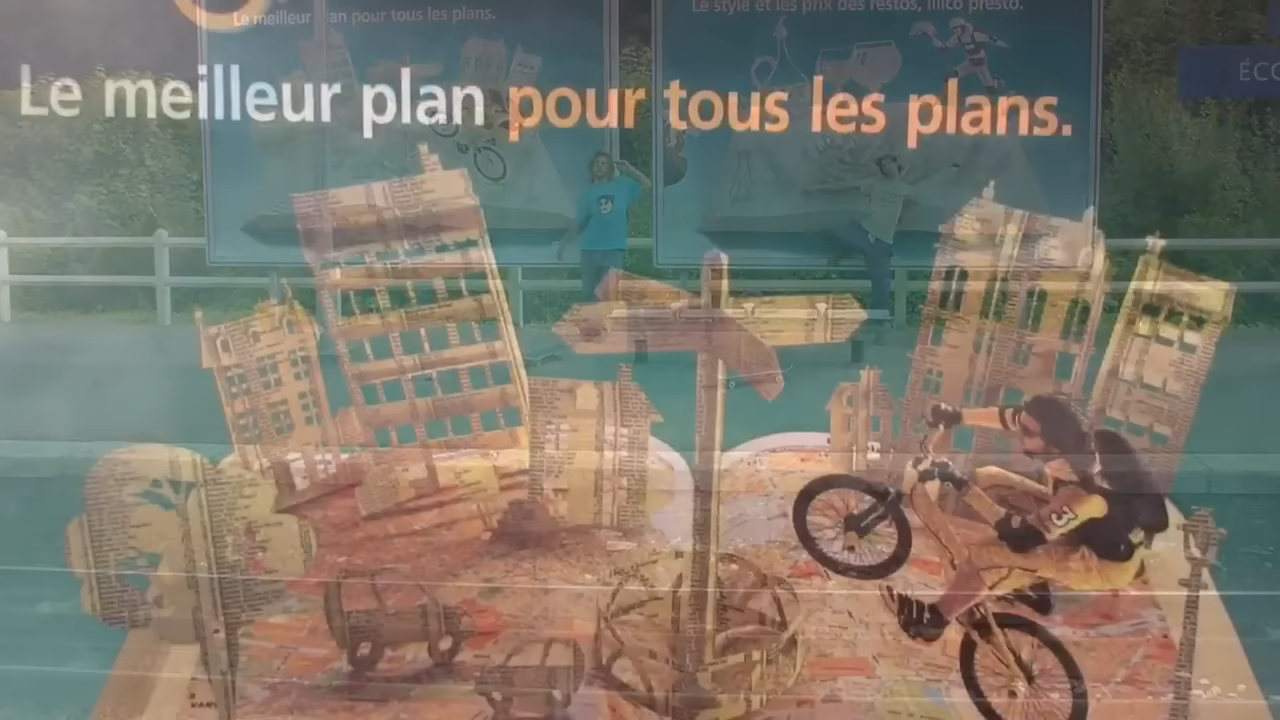 Le meilleur plan pour tous les plans.
Le style et les prix des restos, illico presto.
ÉCO
Le meilleur plan pour tous les plans.
3